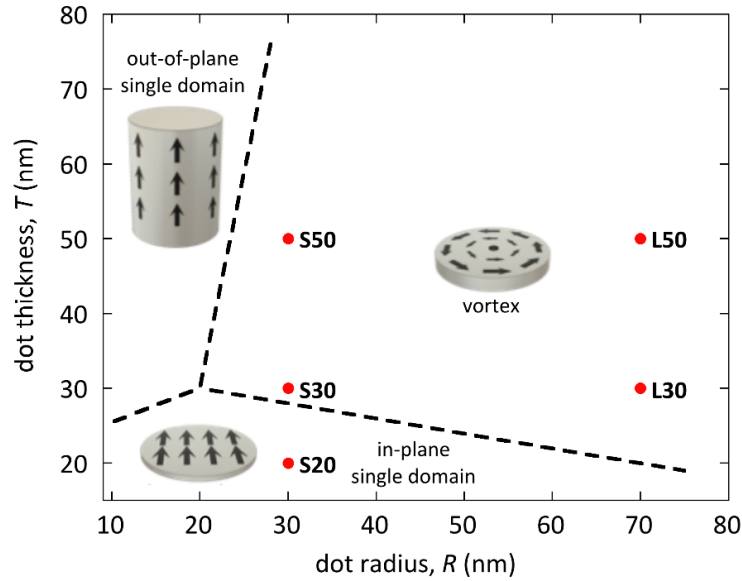 80
70
60
50
40
30
20
dot thickness, T (nm)
out-of-plane
single domain
S50
L50
vortex
S30
L30
S20
in-plane
single domain
10 20 30 40 50 60 70 80
dot radius, R (nm)